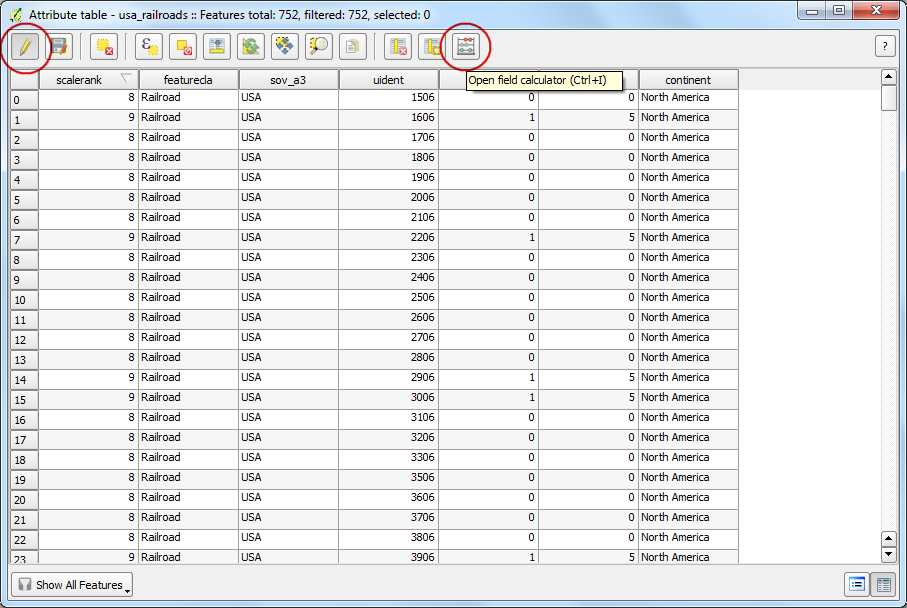 Attribute table - usa_railroads :: Features total: 752, filtered: 752, selected: 0
ε ?
scalerank featurecla sov_a3 uident continent
Open field calculator (Ctrl+I)
0 8 Railroad USA 1506 0 0 North America
1 9 Railroad USA 1606 1 5 North America
2 8 Railroad USA 1706 0 0 North America
3 8 Railroad USA 1806 0 0 North America
4 8 Railroad USA 1906 0 0 North America
5 8 Railroad USA 2006 0 0 North America
6 8 Railroad USA 2106 0 0 North America
7 9 Railroad USA 2206 1 5 North America
8 8 Railroad USA 2306 0 0 North America
9 8 Railroad USA 2406 0 0 North America
10 8 Railroad USA 2506 0 0 North America
11 8 Railroad USA 2606 0 0 North America
12 8 Railroad USA 2706 0 0 North America
13 8 Railroad USA 2806 0 0 North America
14 9 Railroad USA 2906 1 5 North America
15 9 Railroad USA 3006 1 5 North America
16 8 Railroad USA 3106 0 0 North America
17 8 Railroad USA 3206 0 0 North America
18 8 Railroad USA 3306 0 0 North America
19 8 Railroad USA 3506 0 0 North America
20 8 Railroad USA 3606 0 0 North America
21 8 Railroad USA 3706 0 0 North America
22 8 Railroad USA 3806 0 0 North America
23 9 Railroad USA 3906 1 5 North America
Show All Features